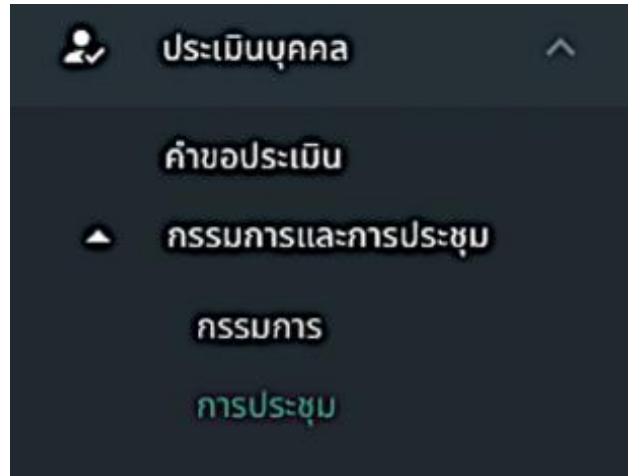 ประเมินบุคคล
คำขอประเมิน
กรรมการและการประชุม
กรรมการ
การประชุม